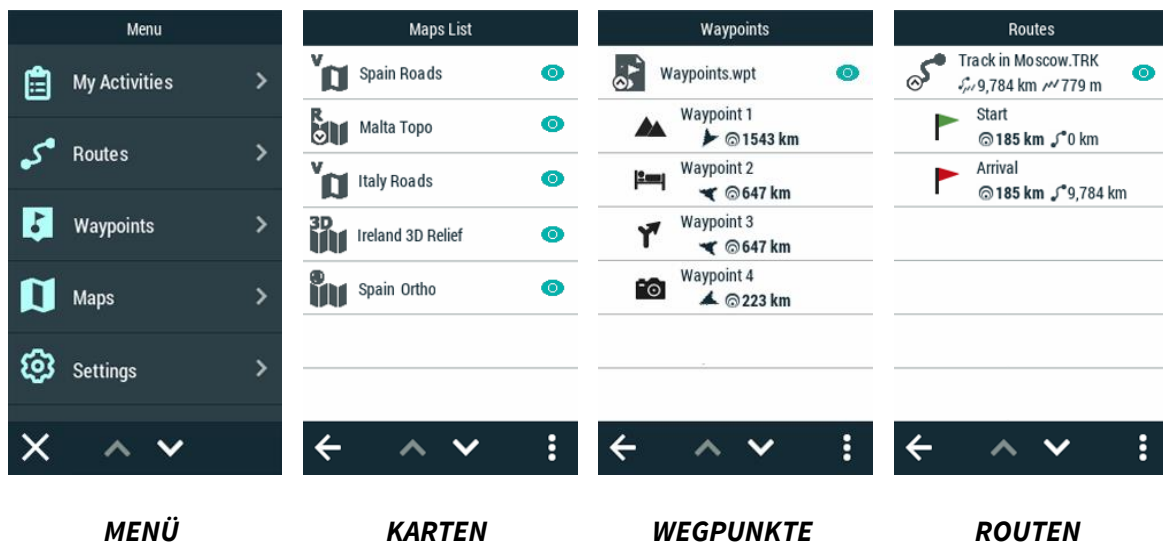 Menu
My Activities
Routes
Waypoints
Maps
Settings
Maps List
V
Spain Roads
R
Malta Topo
V
Italy Roads
3D
Ireland 3D Relief
Spain Ortho
Waypoints
Waypoints.wpt
Waypoint 1
1543 km
Waypoint 2
647 km
Waypoint 3
647 km
Waypoint 4
223 km
Routes
Track in Moscow.TRK
9,784 km 779 m
Start
185 km 0 km
Arrival
185 km 9,784 km
MENÜ
KARTEN
WEGPUNKTE
ROUTEN